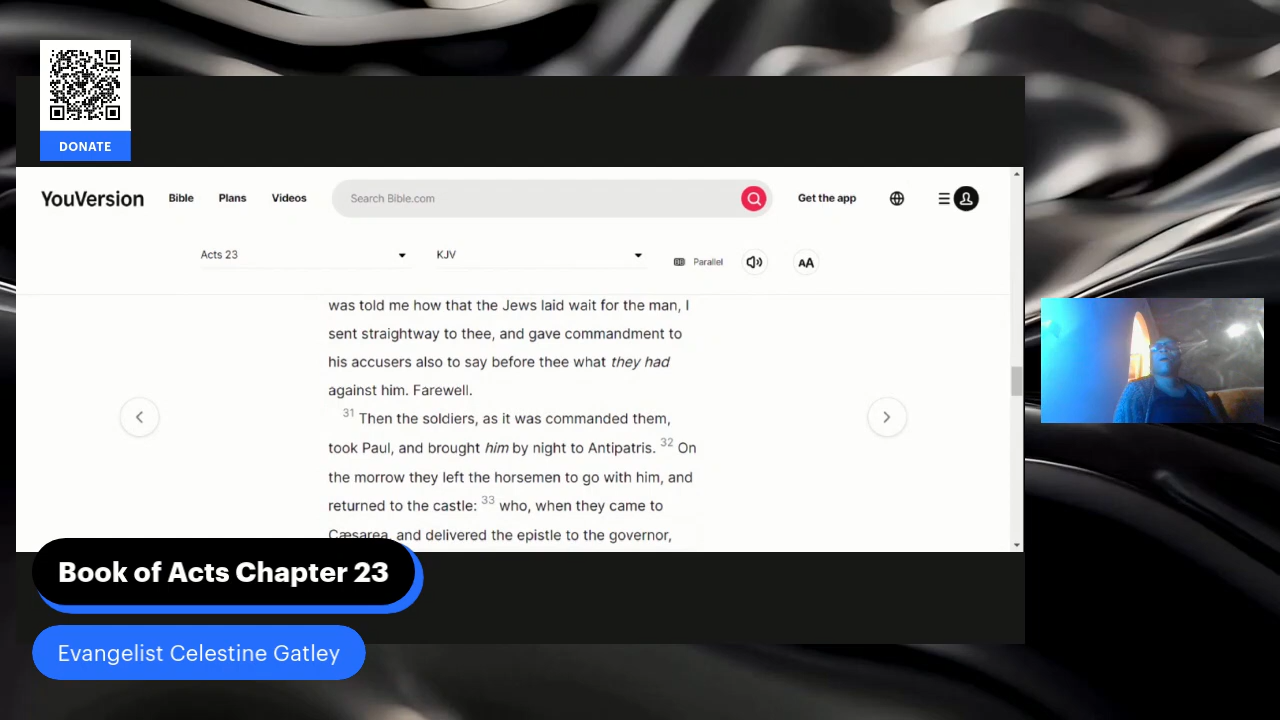 DONATE
YouVersion
Bible
Plans
Videos
Search Bible.com
Get the app
Acts 23
KJV
Parallel
AA
was told me how that the Jews laid wait for the man, I
sent straightway to thee, and gave commandment to
his accusers also to say before thee what they had
against him. Farewell.
31 Then the soldiers, as it was commanded them,
took Paul, and brought him by night to Antipatris. 32 On
the morrow they left the horsemen to go with him, and
returned to the castle: 33 who, when they came to
Cæsarea, and delivered the epistle to the governor,
Book of Acts Chapter 23
Evangelist Celestine Gatley